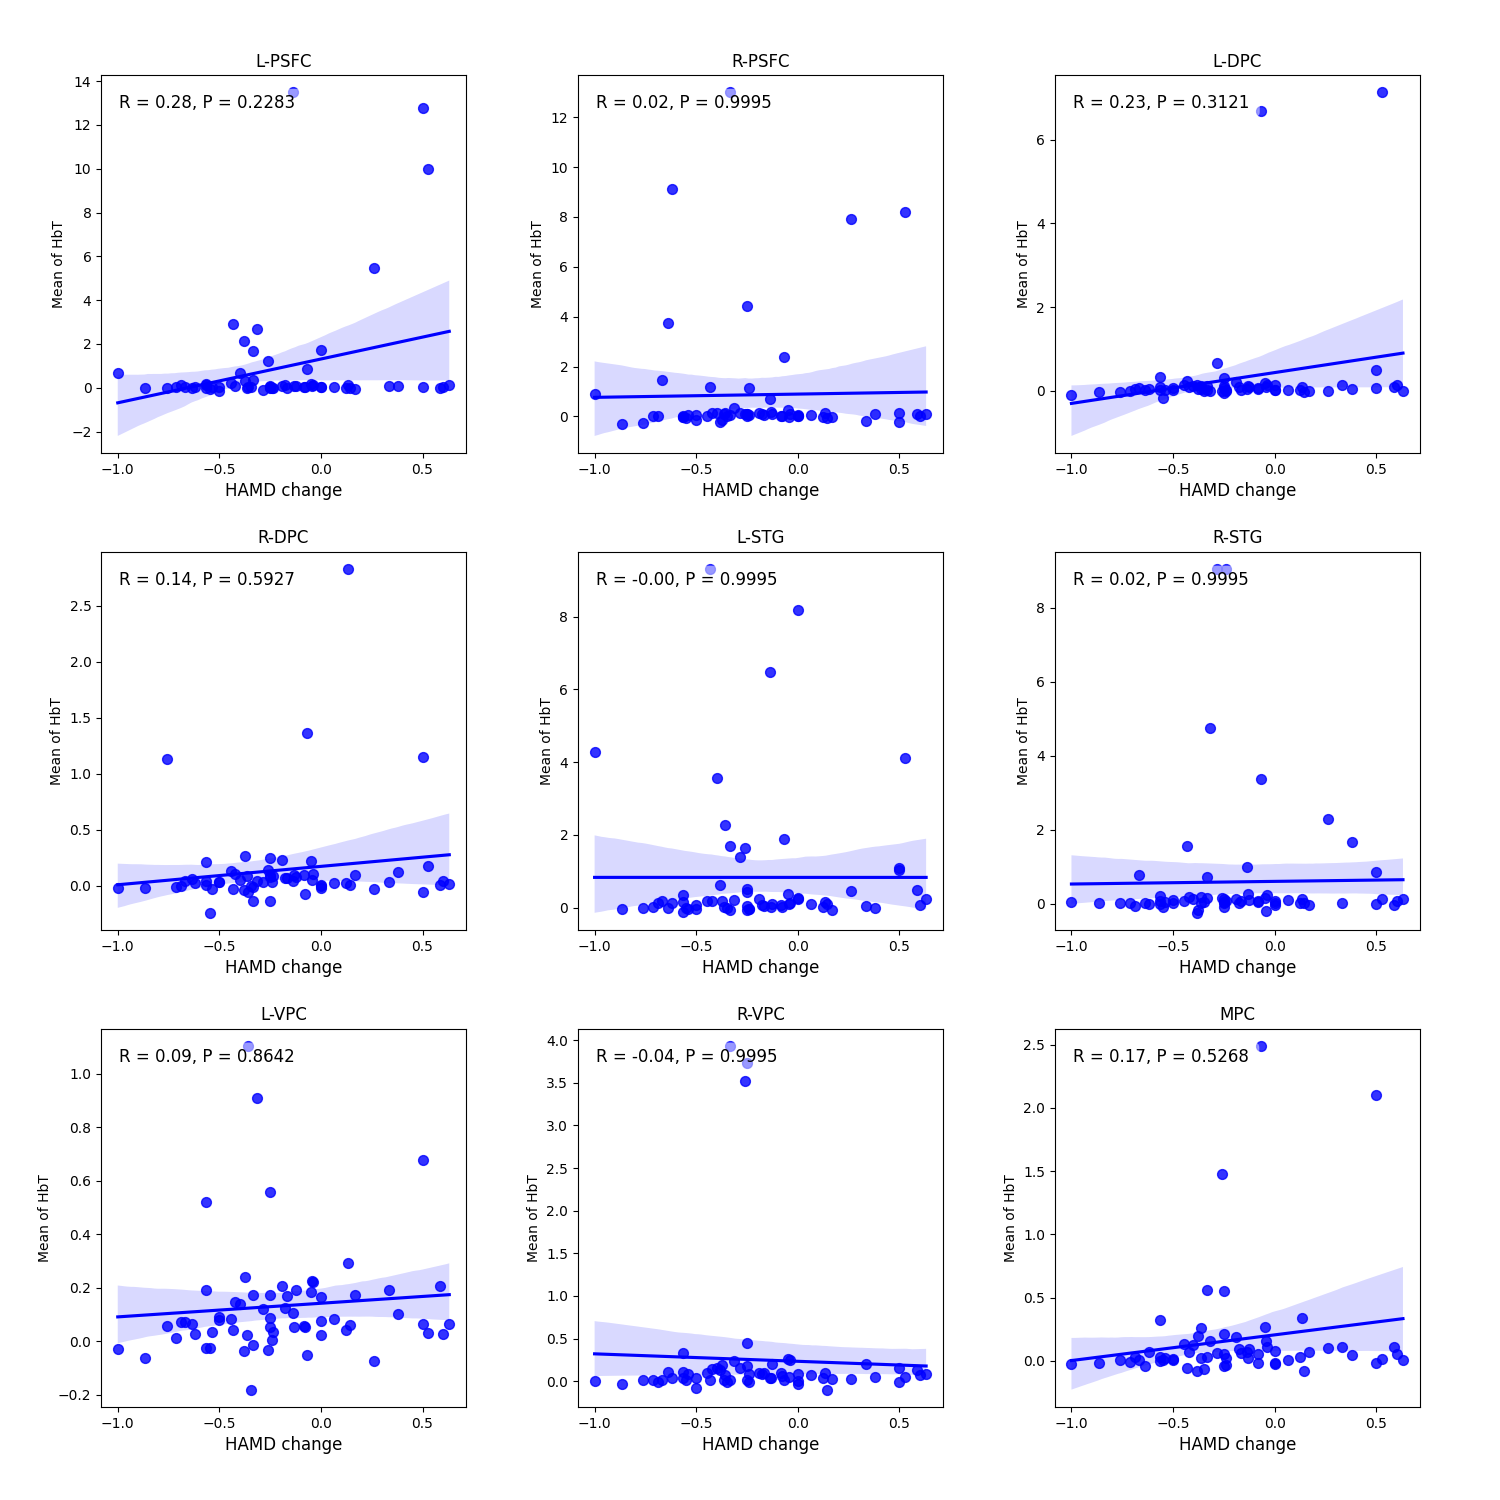 L-PSFC
R = 0.28, P = 0.2283
14
12
10
8
6
4
2
0
−2
Mean of HbT
−1.0 −0.5 0.0 0.5
HAMD change
R-PSFC
R = 0.02, P = 0.9995
12
10
8
6
4
2
0
Mean of HbT
−1.0 −0.5 0.0 0.5
HAMD change
L-DPC
R = 0.23, P = 0.3121
6
4
2
0
Mean of HbT
−1.0 −0.5 0.0 0.5
HAMD change
R-DPC
R = 0.14, P = 0.5927
2.5
2.0
1.5
1.0
0.5
0.0
Mean of HbT
−1.0 −0.5 0.0 0.5
HAMD change
L-STG
R = -0.00, P = 0.9995
8
6
4
2
0
Mean of HbT
−1.0 −0.5 0.0 0.5
HAMD change
R-STG
R = 0.02, P = 0.9995
8
6
4
2
0
Mean of HbT
−1.0 −0.5 0.0 0.5
HAMD change
L-VPC
R = 0.09, P = 0.8642
1.0
0.8
0.6
0.4
0.2
0.0
−0.2
Mean of HbT
−1.0 −0.5 0.0 0.5
HAMD change
R-VPC
R = -0.04, P = 0.9995
4.0
3.5
3.0
2.5
2.0
1.5
1.0
0.5
0.0
Mean of HbT
−1.0 −0.5 0.0 0.5
HAMD change
MPC
R = 0.17, P = 0.5268
2.5
2.0
1.5
1.0
0.5
0.0
Mean of HbT
−1.0 −0.5 0.0 0.5
HAMD change